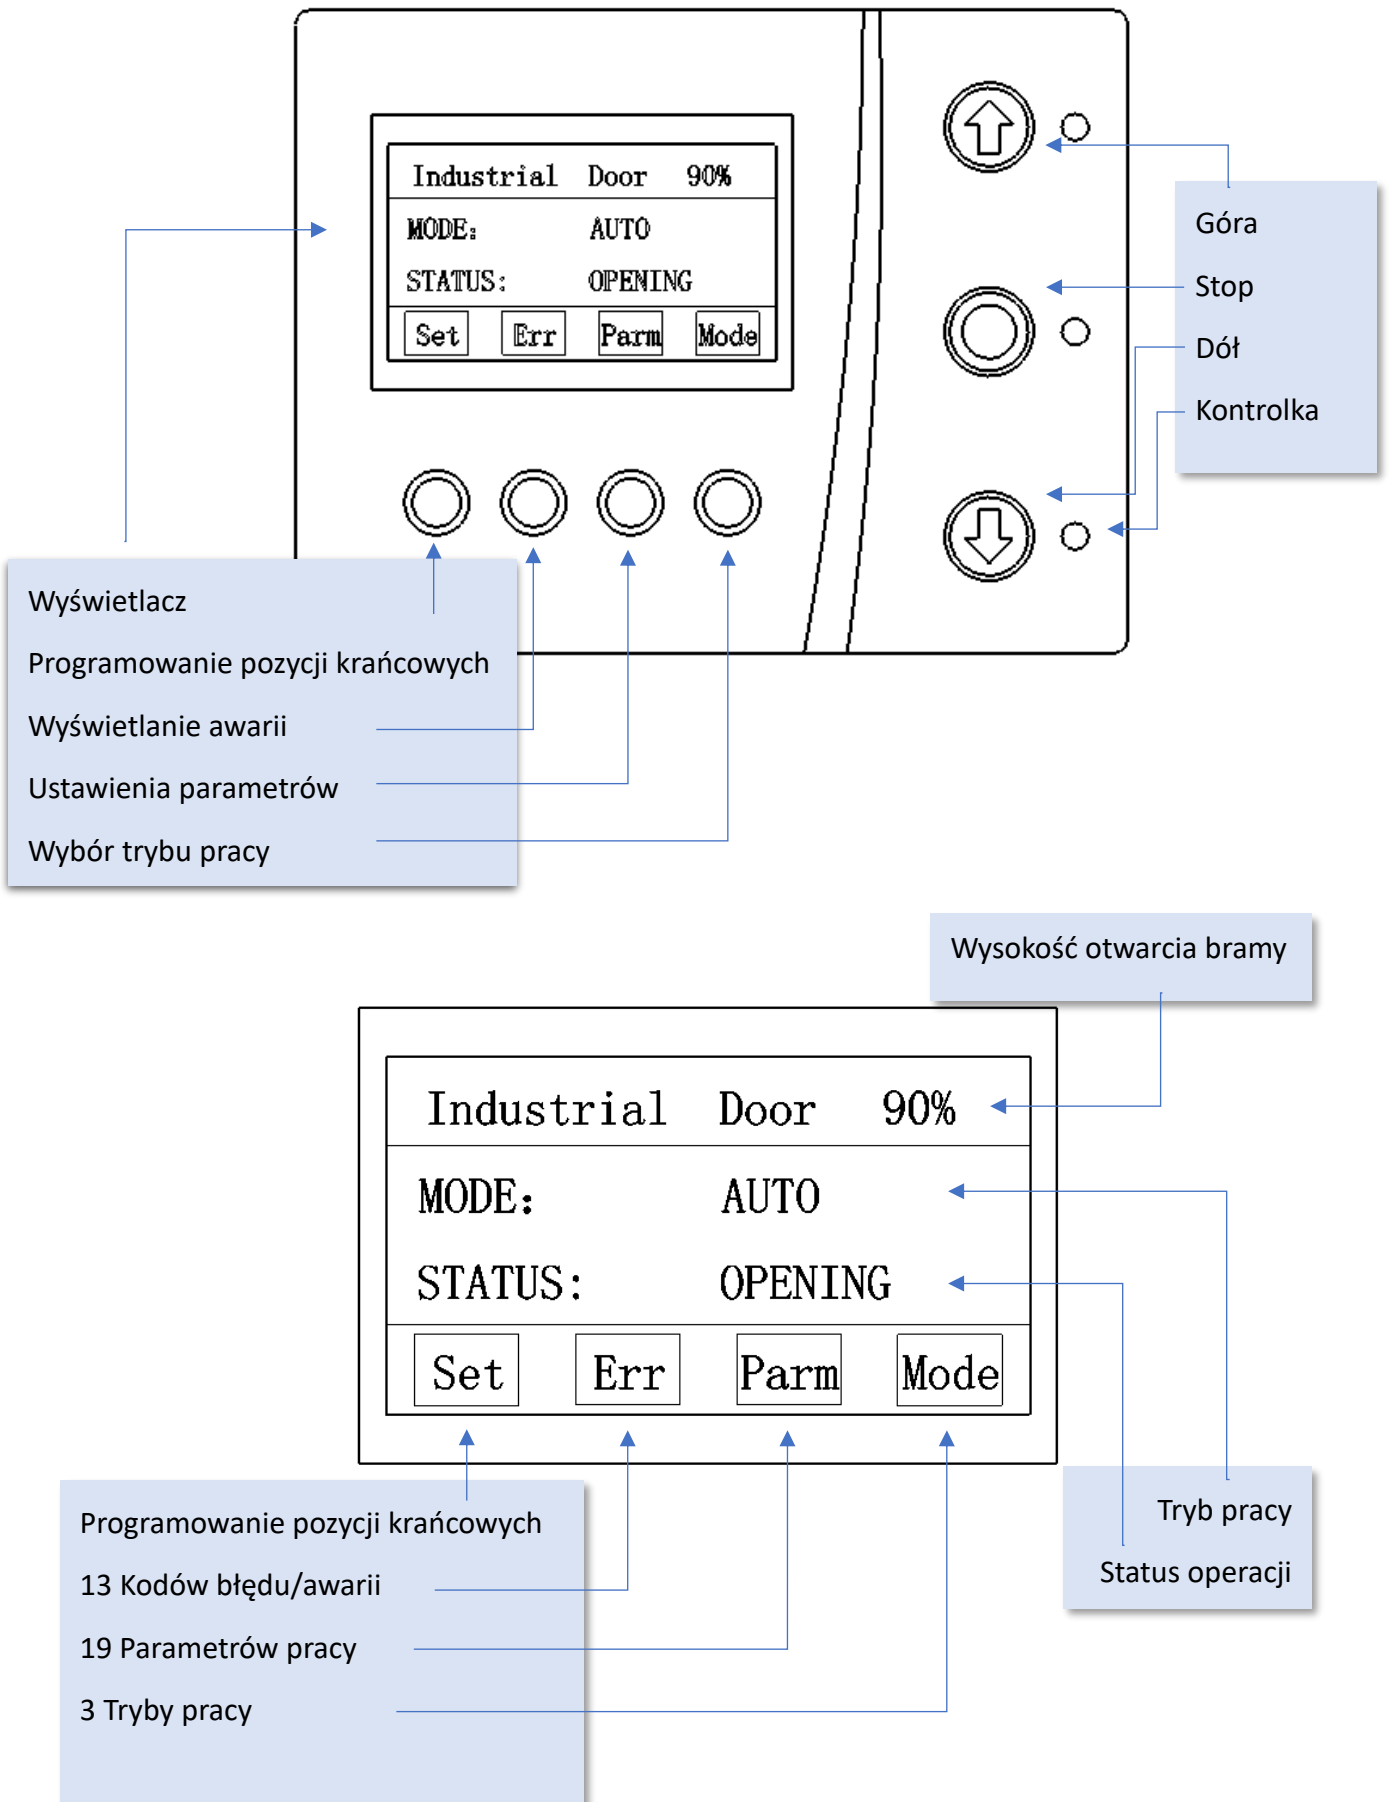 Industrial Door 90%
MODE: AUTO
STATUS: OPENING
Set Err Parm Mode
Góra
Stop
Dół
Kontrolka
Wyświetlacz
Programowanie pozycji krańcowych
Wyświetlanie awarii
Ustawienia parametrów
Wybór trybu pracy
Wysokość otwarcia bramy
Industrial Door 90%
MODE: AUTO
STATUS: OPENING
Set Err Parm Mode
Programowanie pozycji krańcowych
13 Kodów błędu/awarii
19 Parametrów pracy
3 Tryby pracy
Tryb pracy
Status operacji